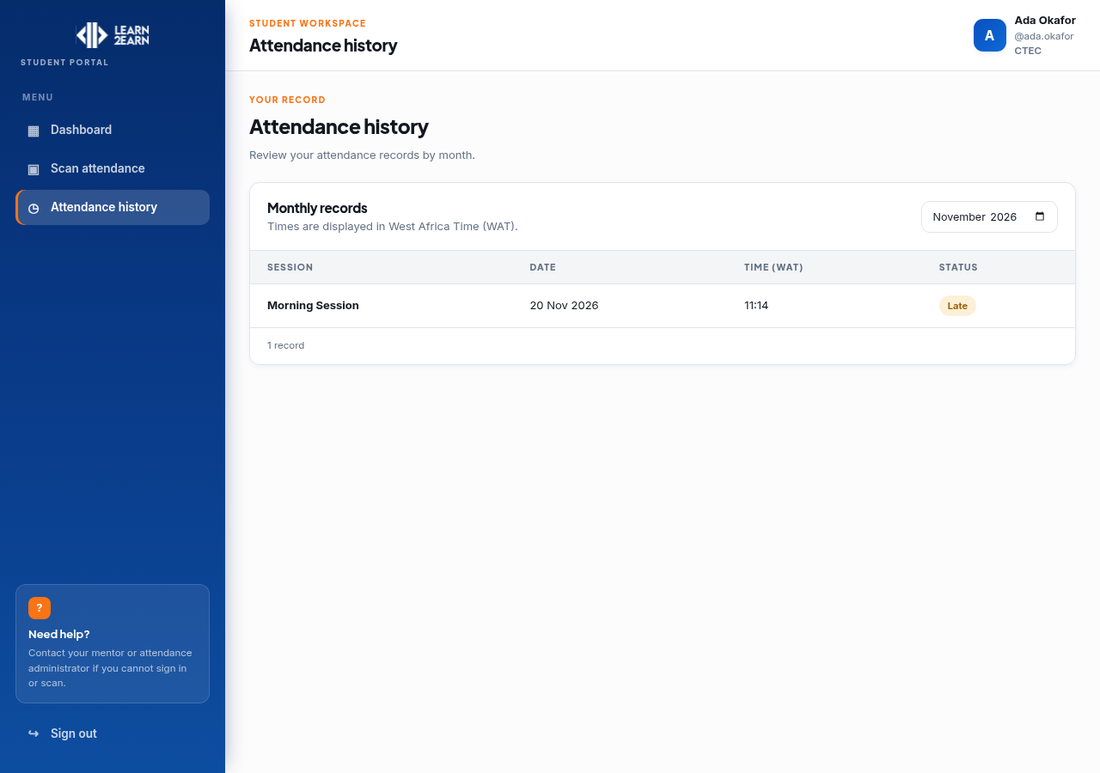 LEARN
2EARN
STUDENT PORTAL
MENU
Dashboard
Scan attendance
Attendance history
?
Need help?
Contact your mentor or attendance
administrator if you cannot sign in
or scan.
Sign out
STUDENT WORKSPACE
Attendance history
A
Ada Okafor
@ada.okafor
CTEC
YOUR RECORD
Attendance history
Review your attendance records by month.
Monthly records
Times are displayed in West Africa Time (WAT).
November 2026
SESSION DATE TIME (WAT) STATUS
Morning Session 20 Nov 2026 11:14 Late
1 record